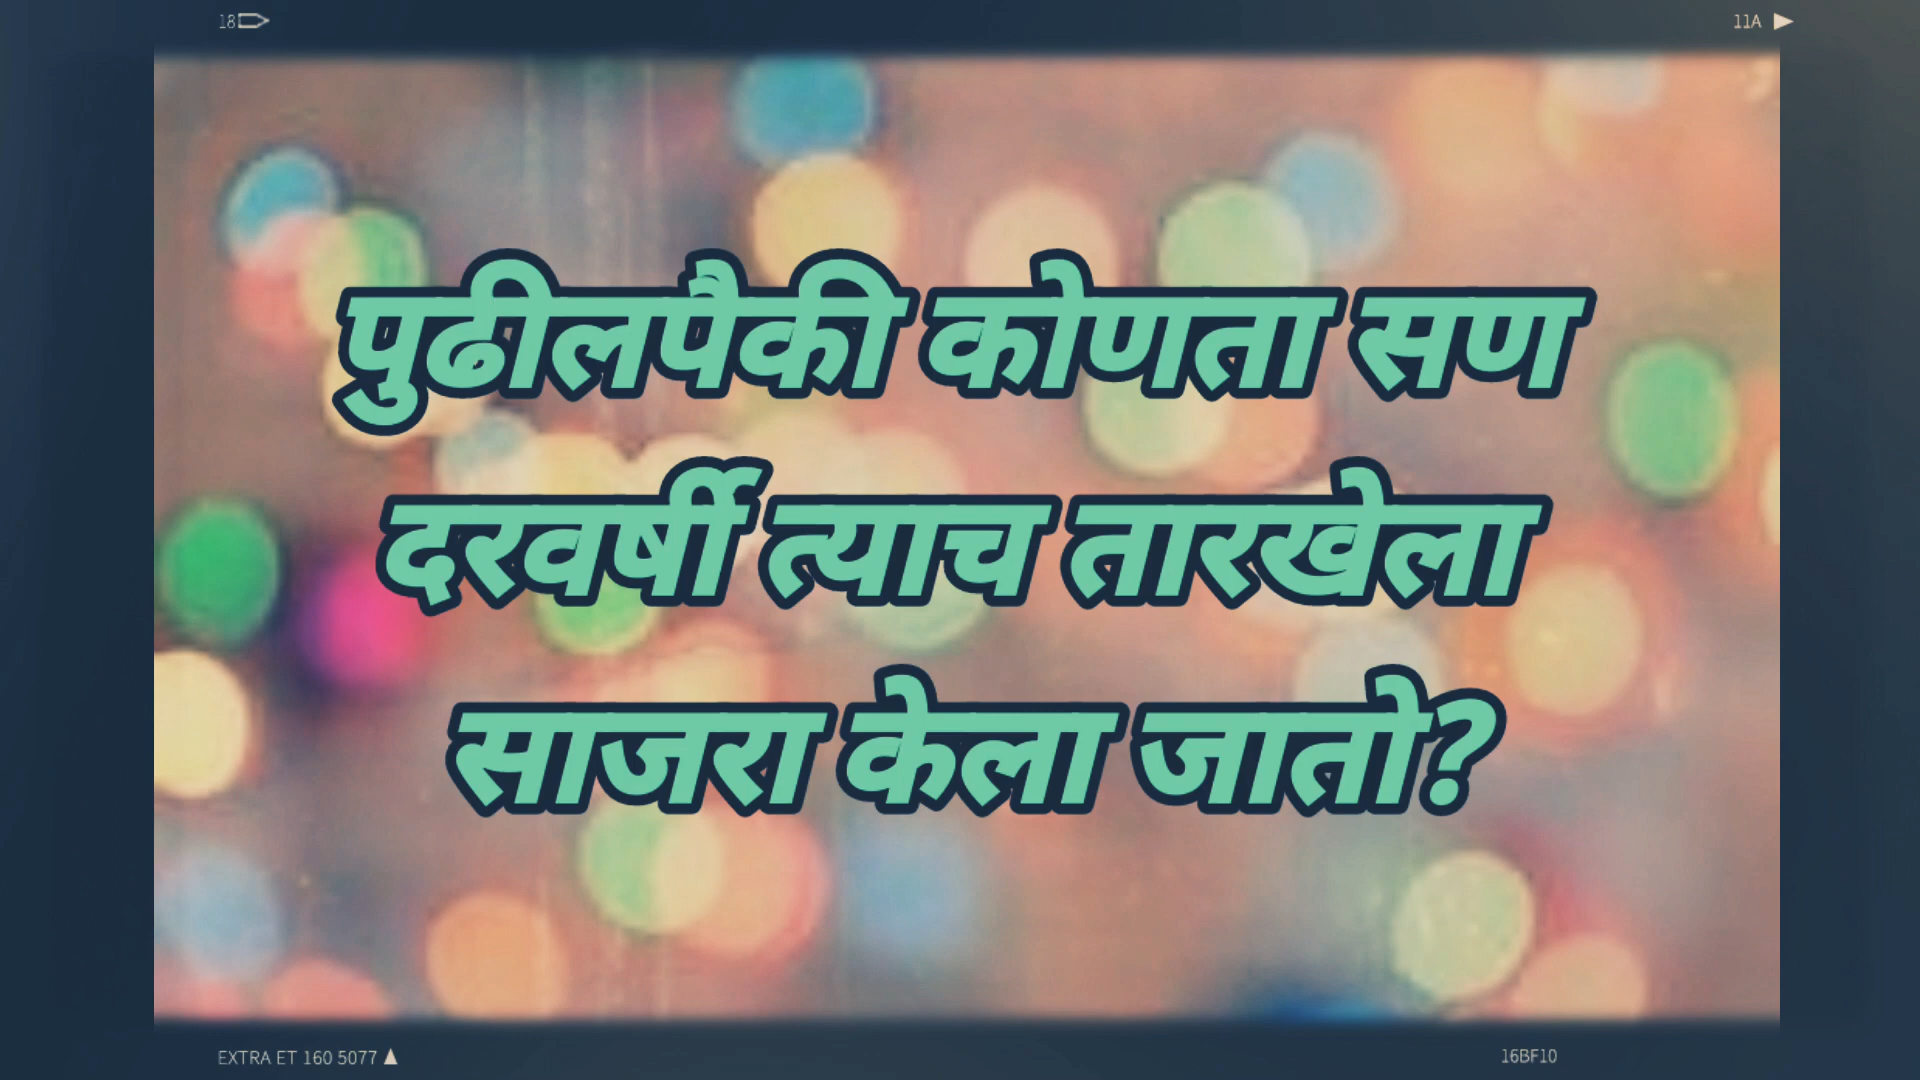 18
11A
पुढीलपैकी कोणता सण
दरवर्षी त्याच तारखेला
साजरा केला जातो?
EXTRA ET 160 5077
16BF10